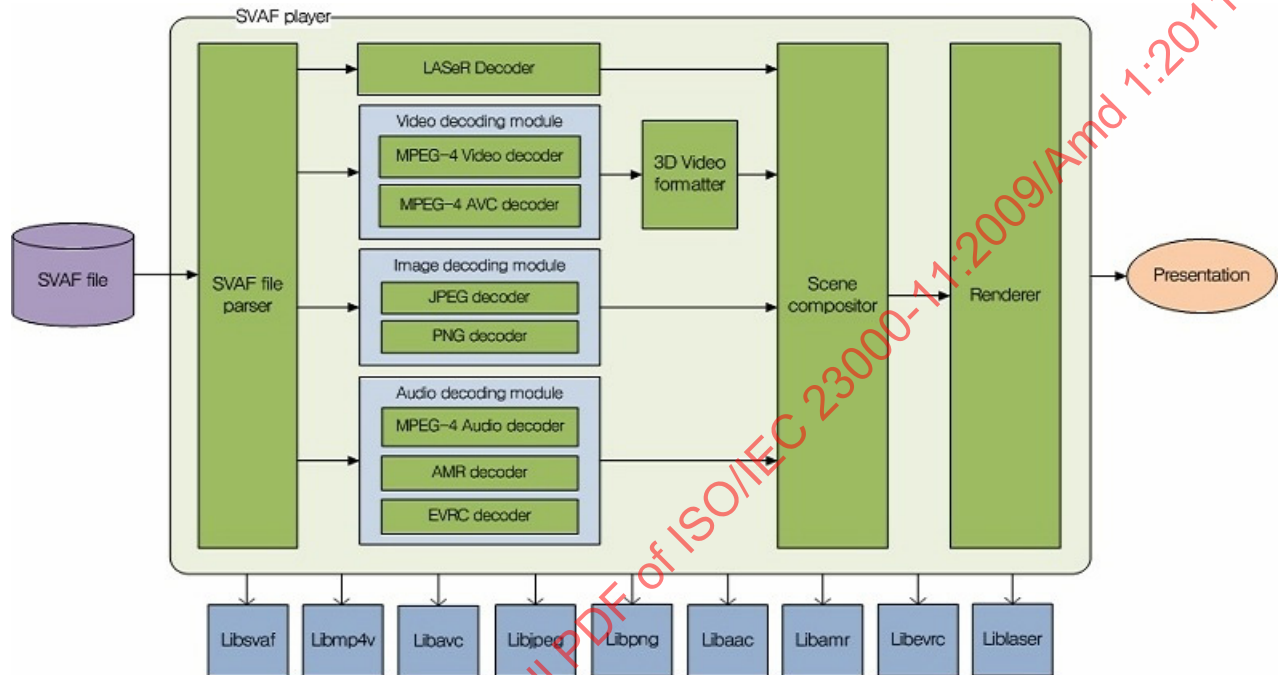 SVAF player
SVAF file
SVAF file
parser
LASeR Decoder
Video decoding module
MPEG-4 Video decoder
MPEG-4 AVC decoder
3D Video
formatter
Image decoding module
JPEG decoder
PNG decoder
Audio decoding module
MPEG-4 Audio decoder
AMR decoder
EVRC decoder
Scene
compositor
Renderer
Presentation
Libsvaf
Libmp4v
Libavc
Libjpeg
Libpng
Libaac
Libamr
Libevrc
Liblaser
PDF of ISO/IEC 23000-11:2009/Amd 1:2011